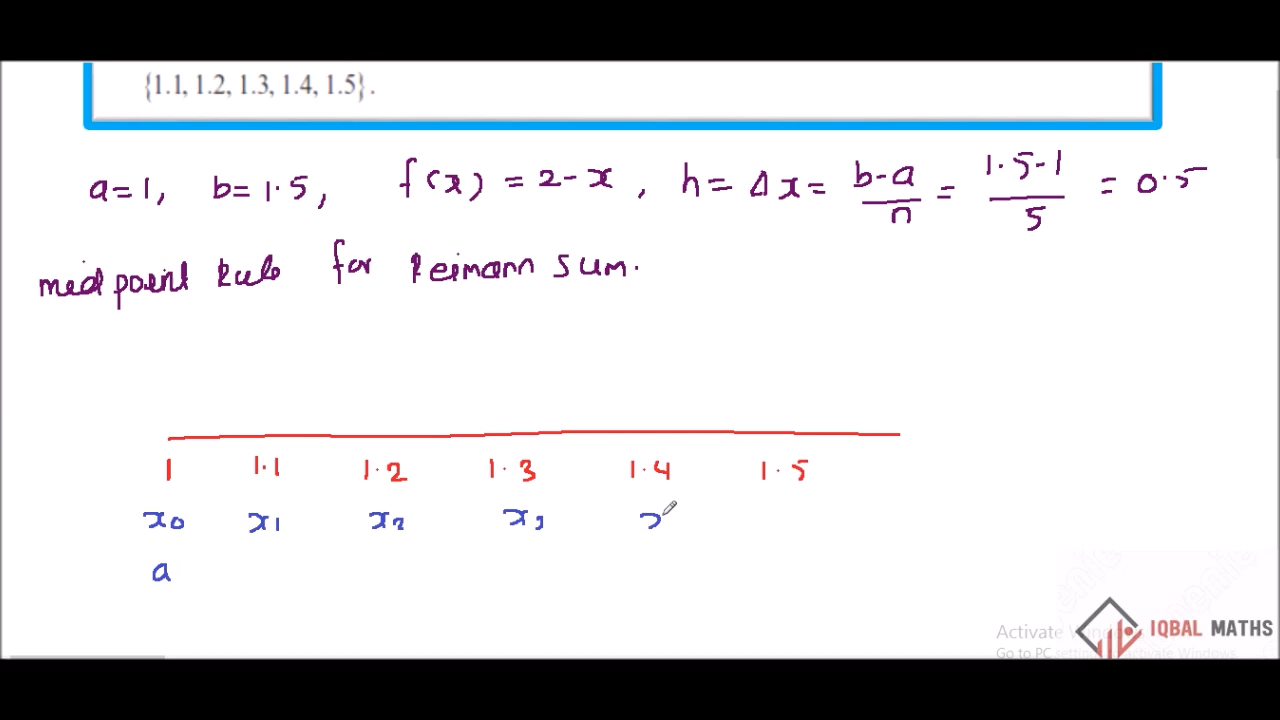 {1.1, 1.2, 1.3, 1.4, 1.5}.
a=1, b=1.5, f(x) = 2-x, h= Δx= b-a/n = 1.5-1/5 = 0.5
midpoint Rule for Reimann sum.
1 1.1 1.2 1.3 1.4 1.5
x0 x1 x2 x3 x
a
Activate Windows
Go to PC settings to activate Windows.
IQBAL MATHS